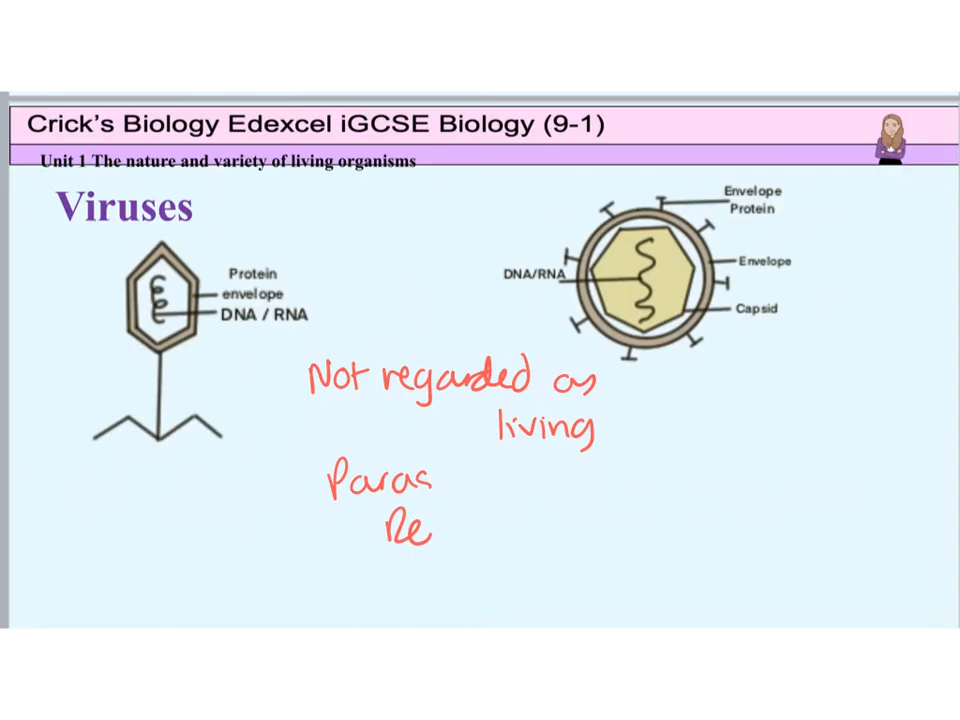 Crick's Biology Edexcel iGCSE Biology (9-1)
Unit 1 The nature and variety of living organisms
Viruses
Protein
envelope
DNA / RNA
Envelope
Protein
DNA/RNA
Envelope
Capsid
Not regarded as
living
Paras
Re